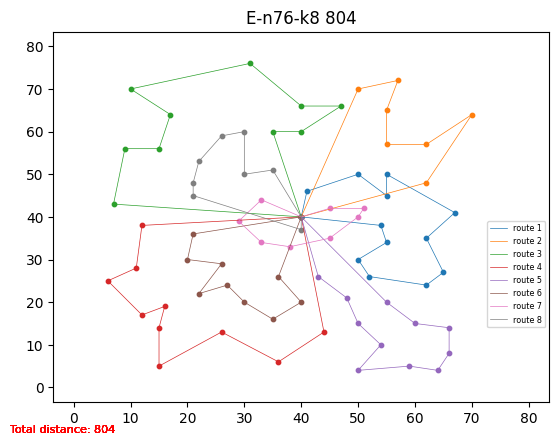 E-n76-k8 804
80
70
60
50
40
30
20
10
0
route 1
route 2
route 3
route 4
route 5
route 6
route 7
route 8
0 10 20 30 40 50 60 70 80
Total distance: 804